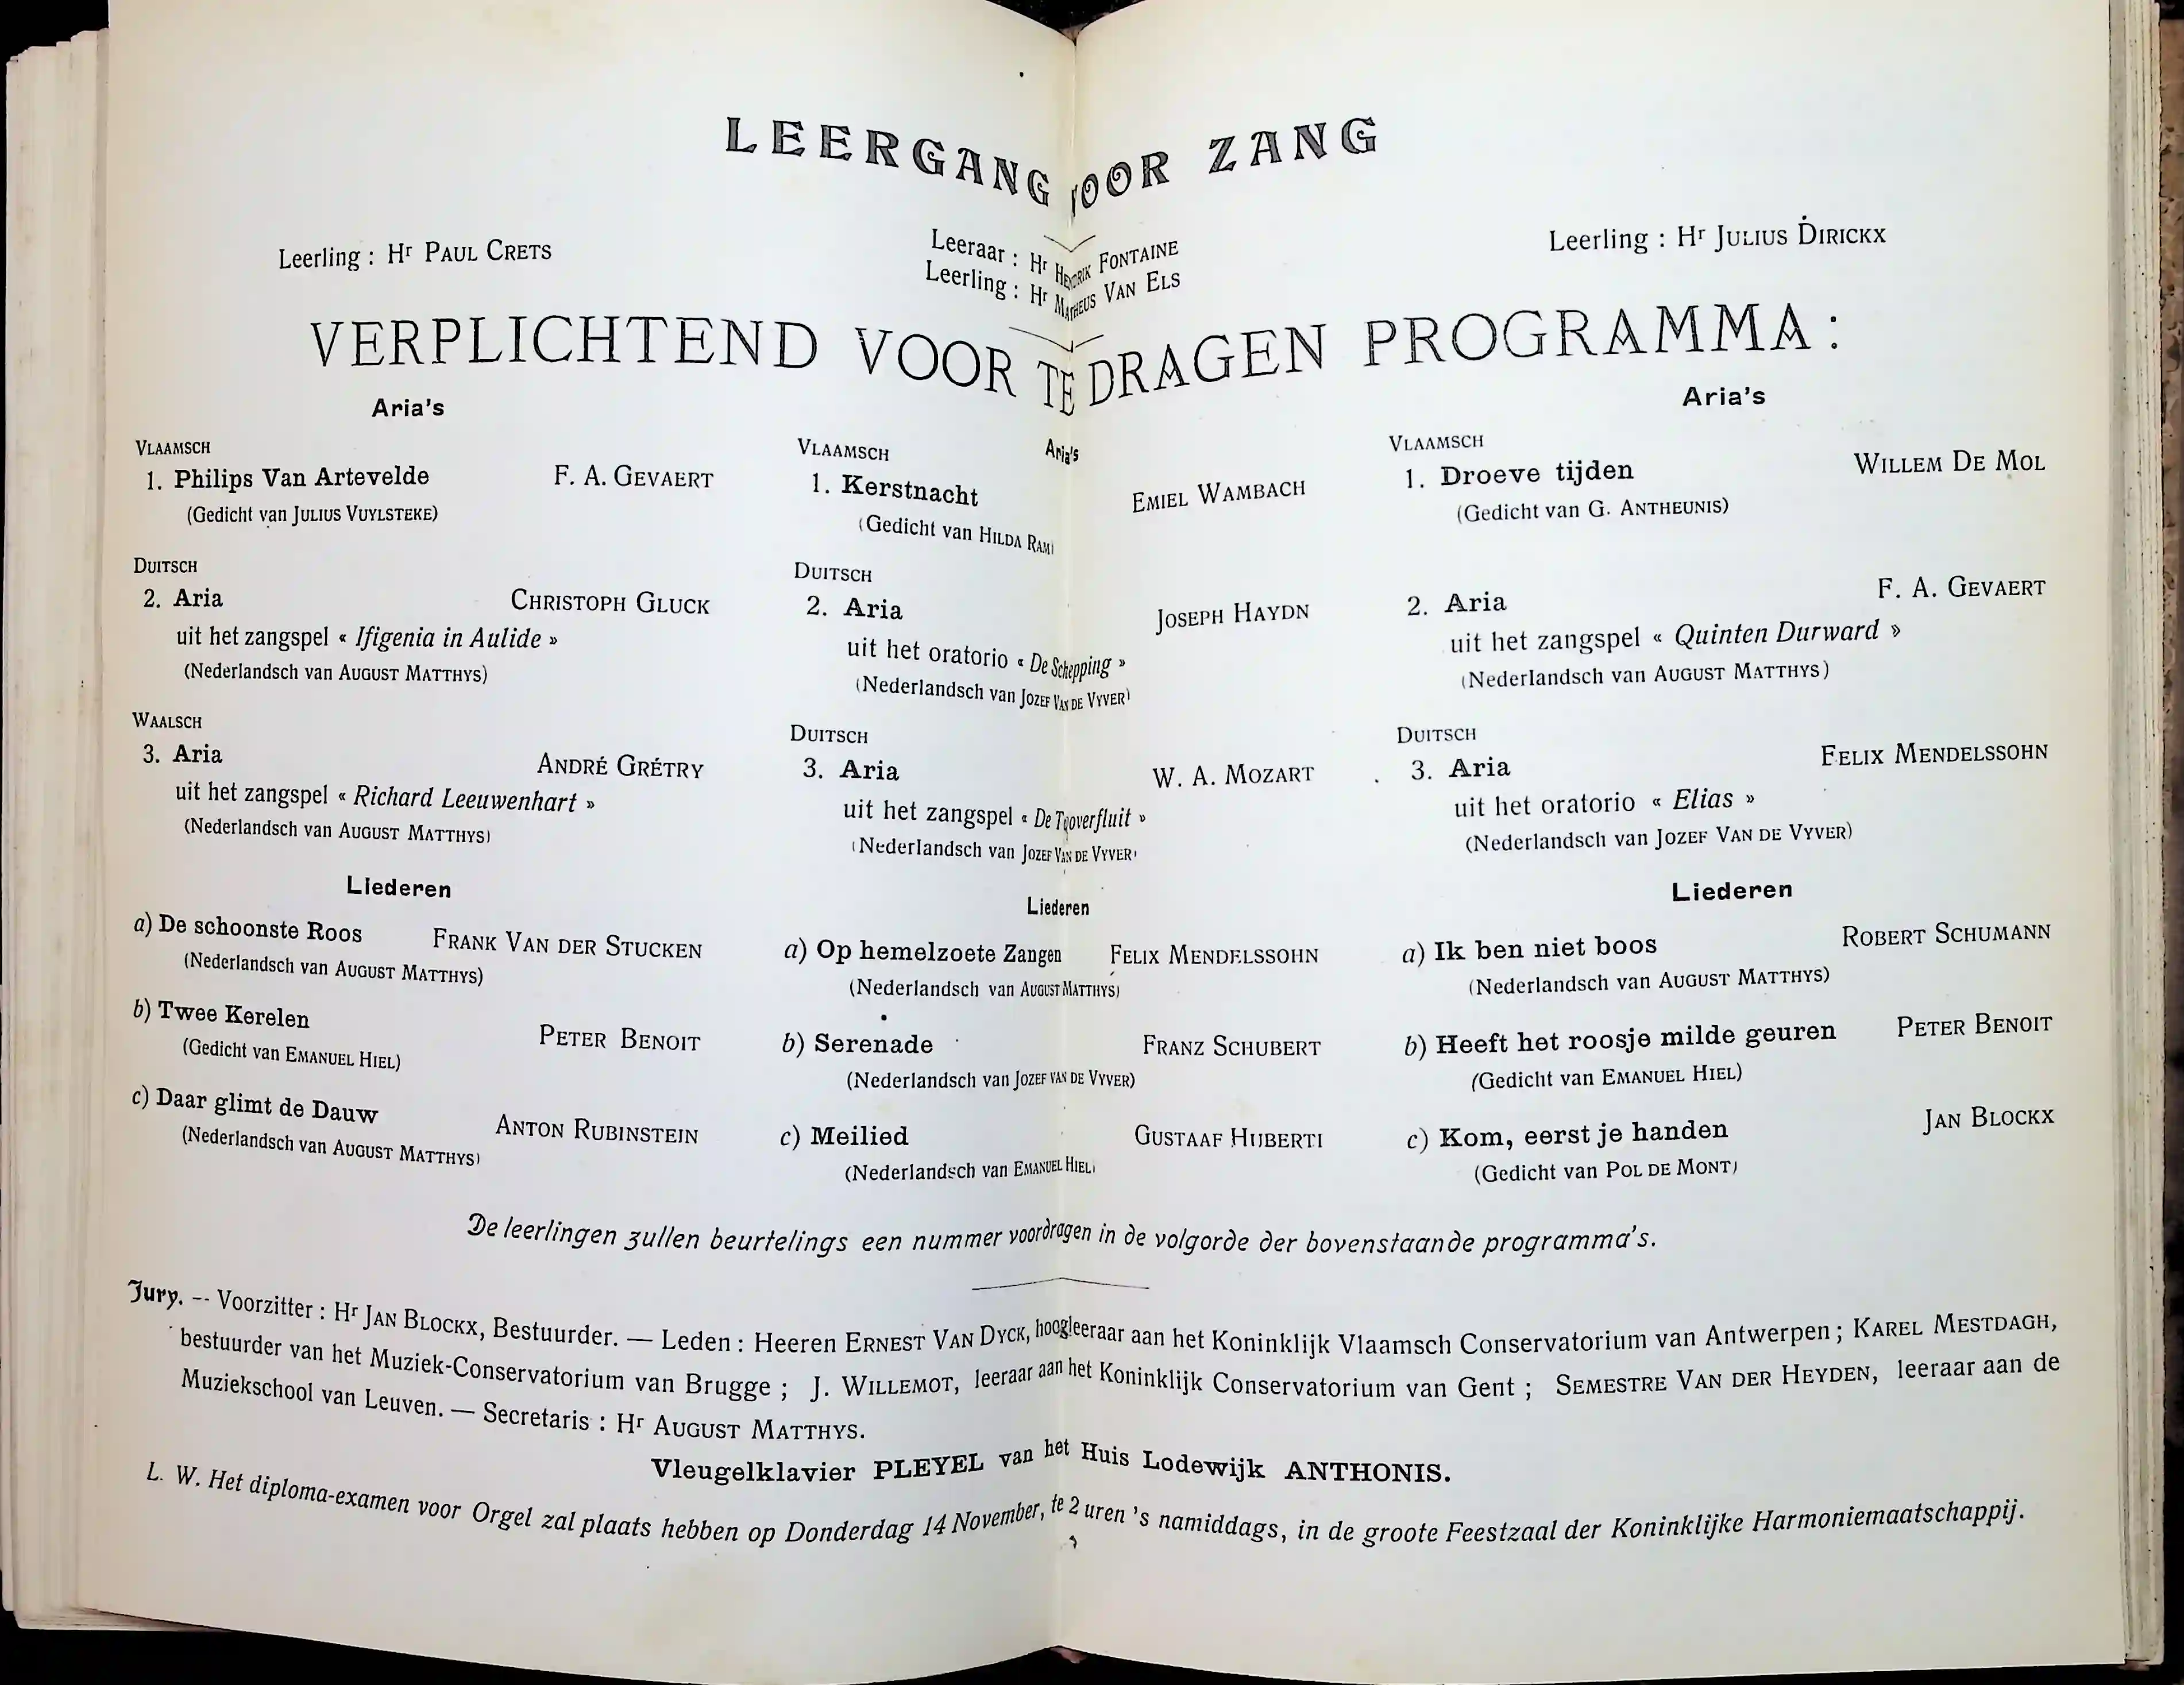 LEERGANG VOOR ZANG
Leeraar : Hr HENDRIK FONTAINE
Leerling : Hr PAUL CRETS
Leerling : Hr MATHEUS VAN ELS
Leerling : Hr JULIUS DIRICKX
VERPLICHTEND VOOR TE DRAGEN PROGRAMMA :
Aria's
VLAAMSCH
1. Philips Van Artevelde F. A. GEVAERT
(Gedicht van JULIUS VUYLSTEKE)
DUITSCH
2. Aria CHRISTOPH GLUCK
uit het zangspel « Ifigenia in Aulide »
(Nederlandsch van AUGUST MATTHYS)
WAALSCH
3. Aria ANDRÉ GRÉTRY
uit het zangspel « Richard Leeuwenhart »
(Nederlandsch van AUGUST MATTHYS)
Liederen
a) De schoonste Roos FRANK VAN DER STUCKEN
(Nederlandsch van AUGUST MATTHYS)
b) Twee Kerelen PETER BENOIT
(Gedicht van EMANUEL HIEL)
c) Daar glimt de Dauw ANTON RUBINSTEIN
(Nederlandsch van AUGUST MATTHYS)
Aria's
VLAAMSCH
1. Kerstnacht EMIEL WAMBACH
(Gedicht van HILDA RAM)
DUITSCH
2. Aria JOSEPH HAYDN
uit het oratorio « De Schepping »
(Nederlandsch van JOZEF VAN DE VYVER)
DUITSCH
3. Aria W. A. MOZART
uit het zangspel « De Tooverfluit »
(Nederlandsch van JOZEF VAN DE VYVER)
Liederen
a) Op hemelzoete Zangen FELIX MENDELSSOHN
(Nederlandsch van AUGUST MATTHYS)
b) Serenade FRANZ SCHUBERT
(Nederlandsch van JOZEF VAN DE VYVER)
c) Meilied GUSTAAF HUBERTI
(Nederlandsch van EMANUEL HIEL)
Aria's
VLAAMSCH
1. Droeve tijden WILLEM DE MOL
(Gedicht van G. ANTHEUNIS)
2. Aria F. A. GEVAERT
uit het zangspel « Quinten Durward »
(Nederlandsch van AUGUST MATTHYS)
DUITSCH
3. Aria FELIX MENDELSSOHN
uit het oratorio « Elias »
(Nederlandsch van JOZEF VAN DE VYVER)
Liederen
a) Ik ben niet boos ROBERT SCHUMANN
(Nederlandsch van AUGUST MATTHYS)
b) Heeft het roosje milde geuren PETER BENOIT
(Gedicht van EMANUEL HIEL)
c) Kom, eerst je handen JAN BLOCKX
(Gedicht van POL DE MONT)
De leerlingen zullen beurtelings een nummer voordragen in de volgorde der bovenstaande programma's.
Jury. -- Voorzitter : Hr JAN BLOCKX, Bestuurder. — Leden : Heeren ERNEST VAN DYCK, hoogleeraar aan het Koninklijk Vlaamsch Conservatorium van Antwerpen ; KAREL MESTDAGH,
bestuurder van het Muziek-Conservatorium van Brugge ; J. WILLEMOT, leeraar aan het Koninklijk Conservatorium van Gent ; SEMESTRE VAN DER HEYDEN, leeraar aan de
Muziekschool van Leuven. — Secretaris : Hr AUGUST MATTHYS.
Vleugelklavier PLEYEL van het Huis Lodewijk ANTHONIS.
L. W. Het diploma-examen voor Orgel zal plaats hebben op Donderdag 14 November, te 2 uren 's namiddags, in de groote Feestzaal der Koninklijke Harmoniemaatschappij.